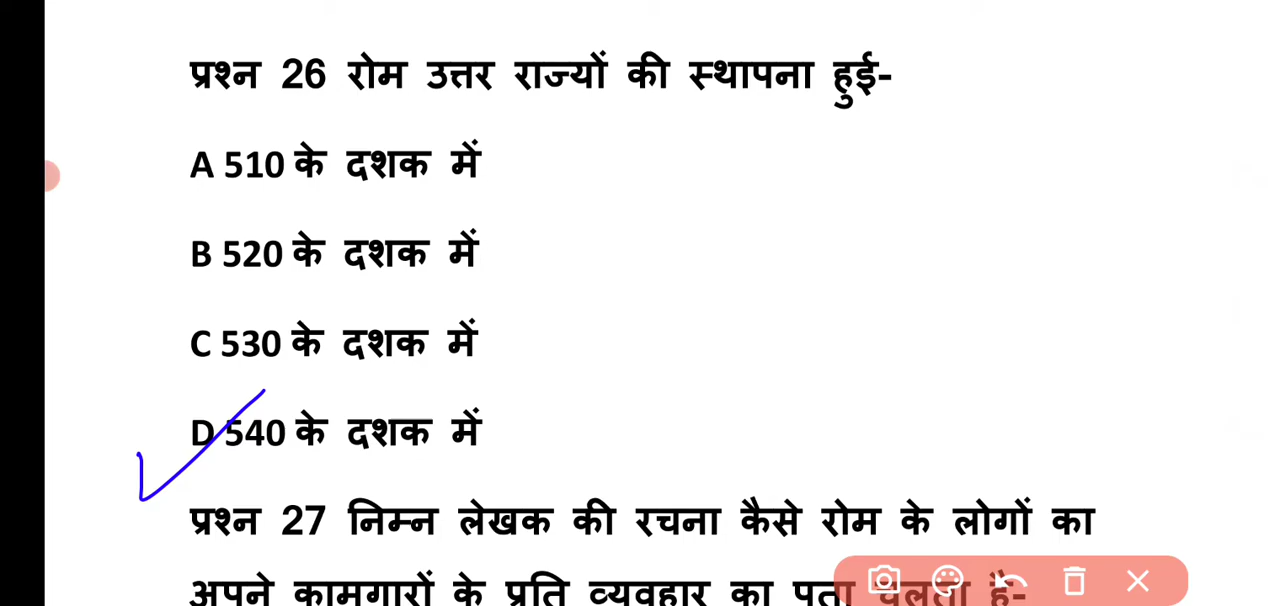 प्रश्न 26 रोम उत्तर राज्यों की स्थापना हुई-
A 510 के दशक में
B 520 के दशक में
C 530 के दशक में
D 540 के दशक में
प्रश्न 27 निम्न लेखक की रचना कैसे रोम के लोगों का
अपने कामगारों के प्रति व्यवहार का पता चलता है-